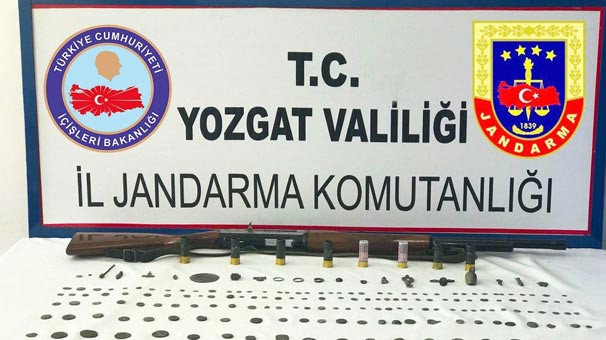 TÜRKİYE CUMHURİYETİ
İÇİŞLERİ BAKANLIĞI
T.C.
YOZGAT VALİLİĞİ
İL JANDARMA KOMUTANLIĞI
1839
JANDARMA